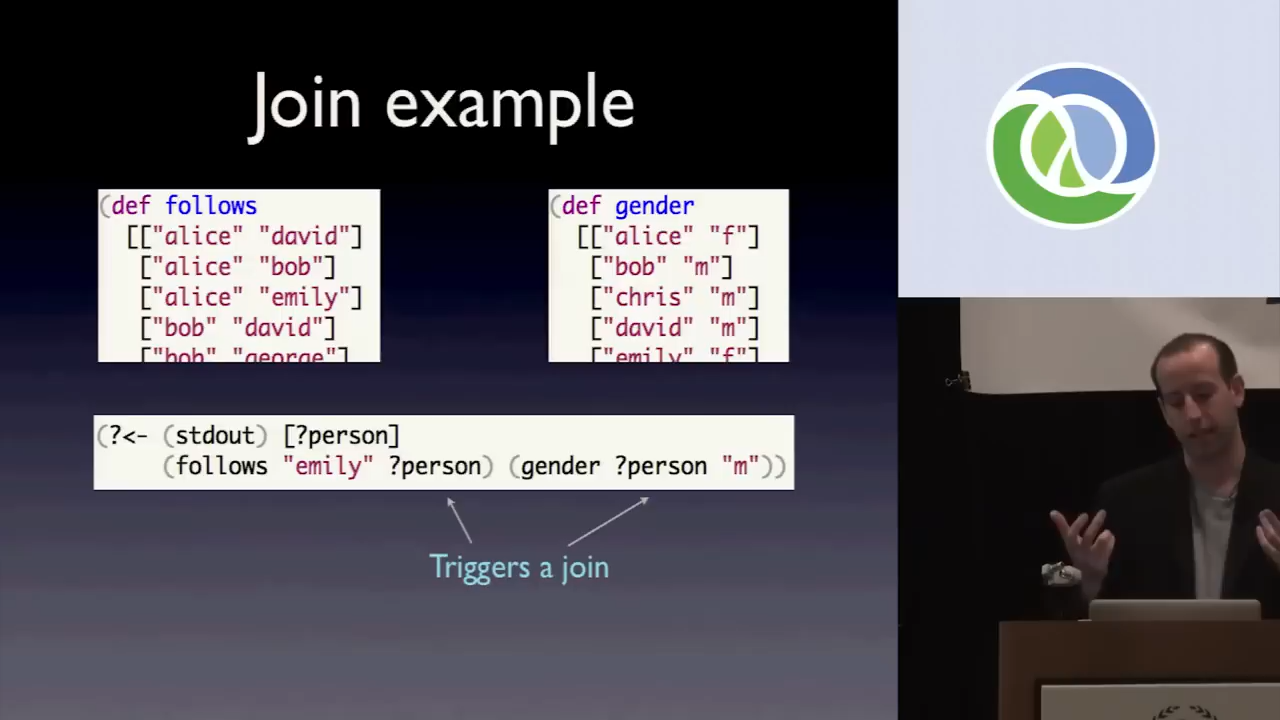 Join example
(def follows
[["alice" "david"]
["alice" "bob"]
["alice" "emily"]
["bob" "david"]
["bob" "george"]
(def gender
[["alice" "f"]
["bob" "m"]
["chris" "m"]
["david" "m"]
["emily" "f"]
(?<- (stdout) [?person]
(follows "emily" ?person) (gender ?person "m"))
Triggers a join